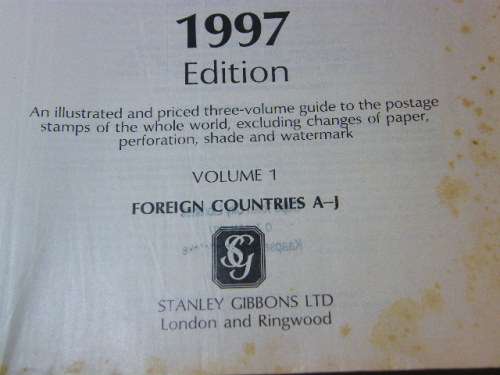 1997
Edition
An illustrated and priced three-volume guide to the postage
stamps of the whole world, excluding changes of paper,
perforation, shade and watermark
VOLUME 1
FOREIGN COUNTRIES A–J
SG
STANLEY GIBBONS LTD
London and Ringwood